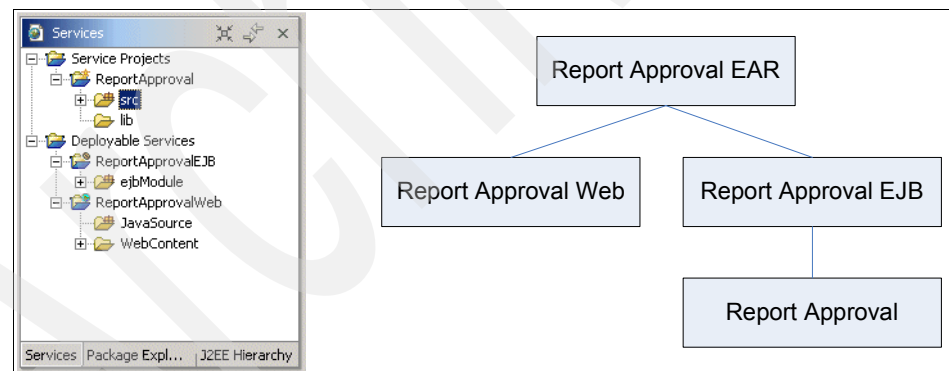 Services
Service Projects
ReportApproval
src
lib
Deployable Services
ReportApprovalEJB
ejbModule
ReportApprovalWeb
JavaSource
WebContent
Services Package Expl... J2EE Hierarchy
Report Approval EAR
Report Approval Web Report Approval EJB
Report Approval